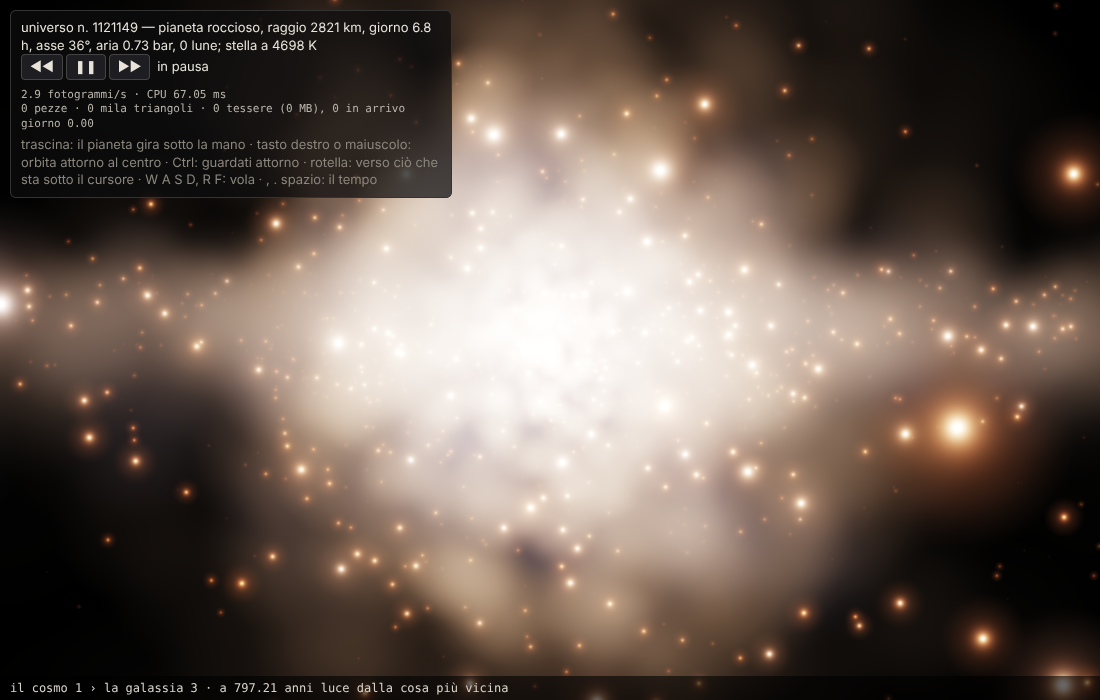 universo n. 1121149 — pianeta roccioso, raggio 2821 km, giorno 6.8
h, asse 36°, aria 0.73 bar, 0 lune; stella a 4698 K
in pausa
2.9 fotogrammi/s · CPU 67.05 ms
0 pezze · 0 mila triangoli · 0 tessere (0 MB), 0 in arrivo
giorno 0.00
trascina: il pianeta gira sotto la mano · tasto destro o maiuscolo:
orbita attorno al centro · Ctrl: guardati attorno · rotella: verso ciò che
sta sotto il cursore · W A S D, R F: vola · , . spazio: il tempo
il cosmo 1 › la galassia 3 · a 797.21 anni luce dalla cosa più vicina